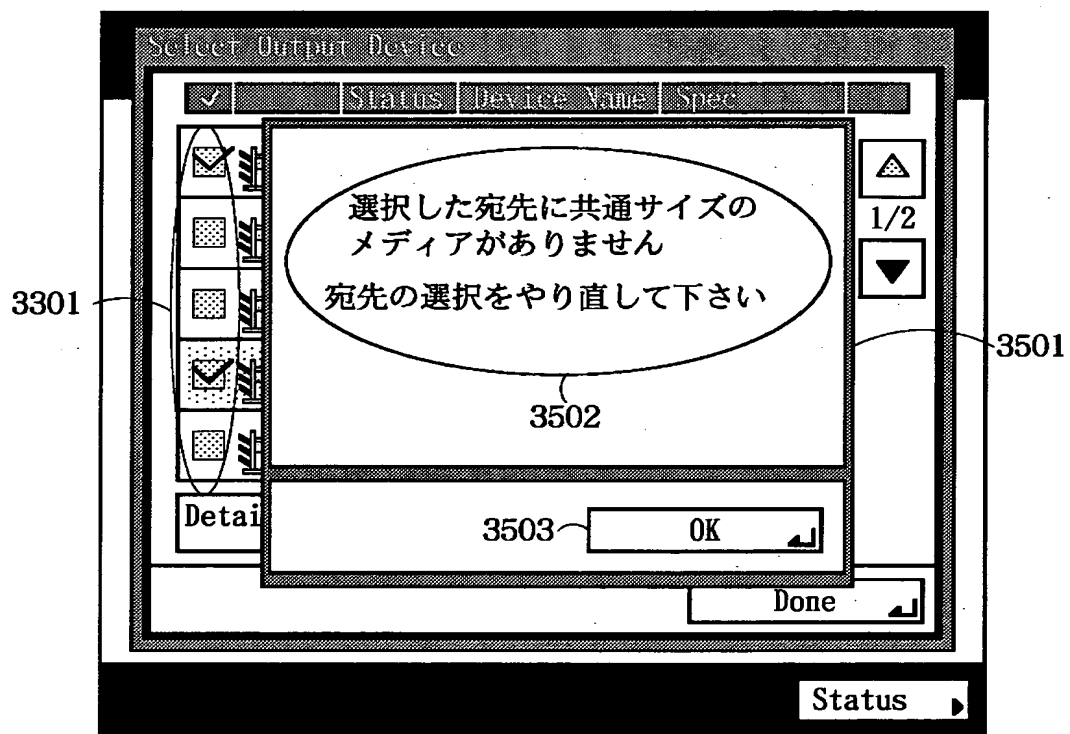 Select Output Device
✓ Status Device Name Spec
選択した宛先に共通サイズの
メディアがありません
宛先の選択をやり直して下さい
1/2
3301
3501
3502
Detai
3503
OK
Done
Status